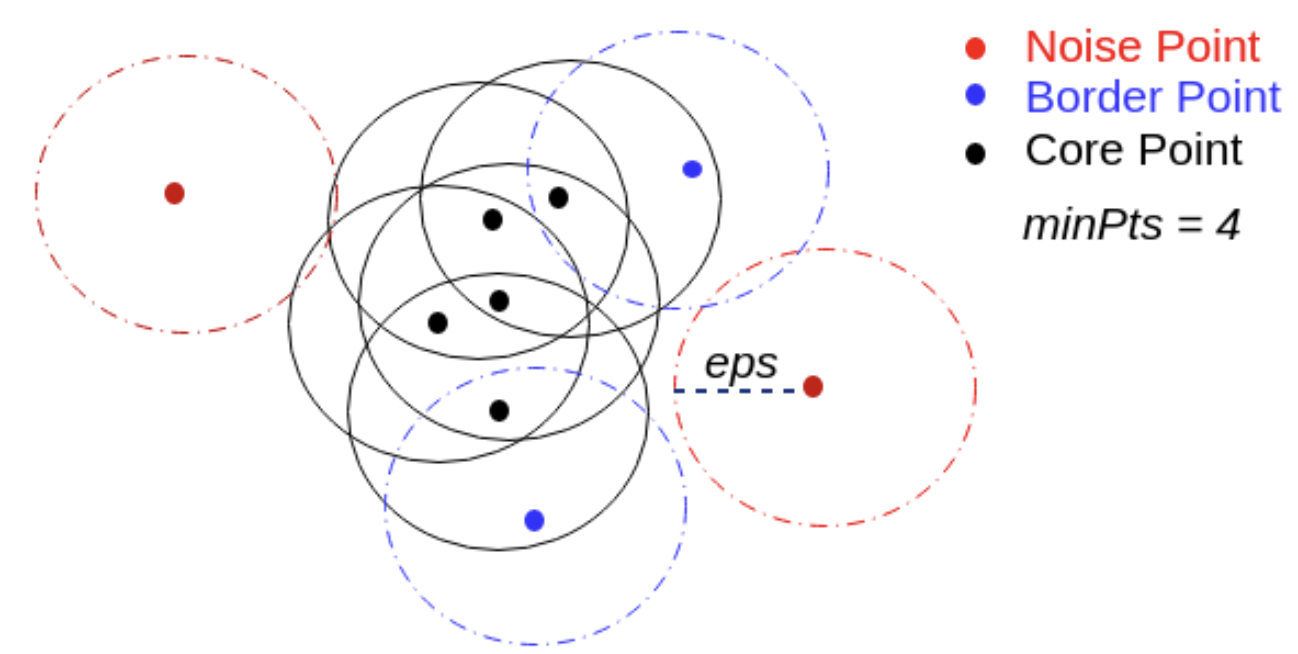 Noise Point
Border Point
Core Point
minPts = 4
eps